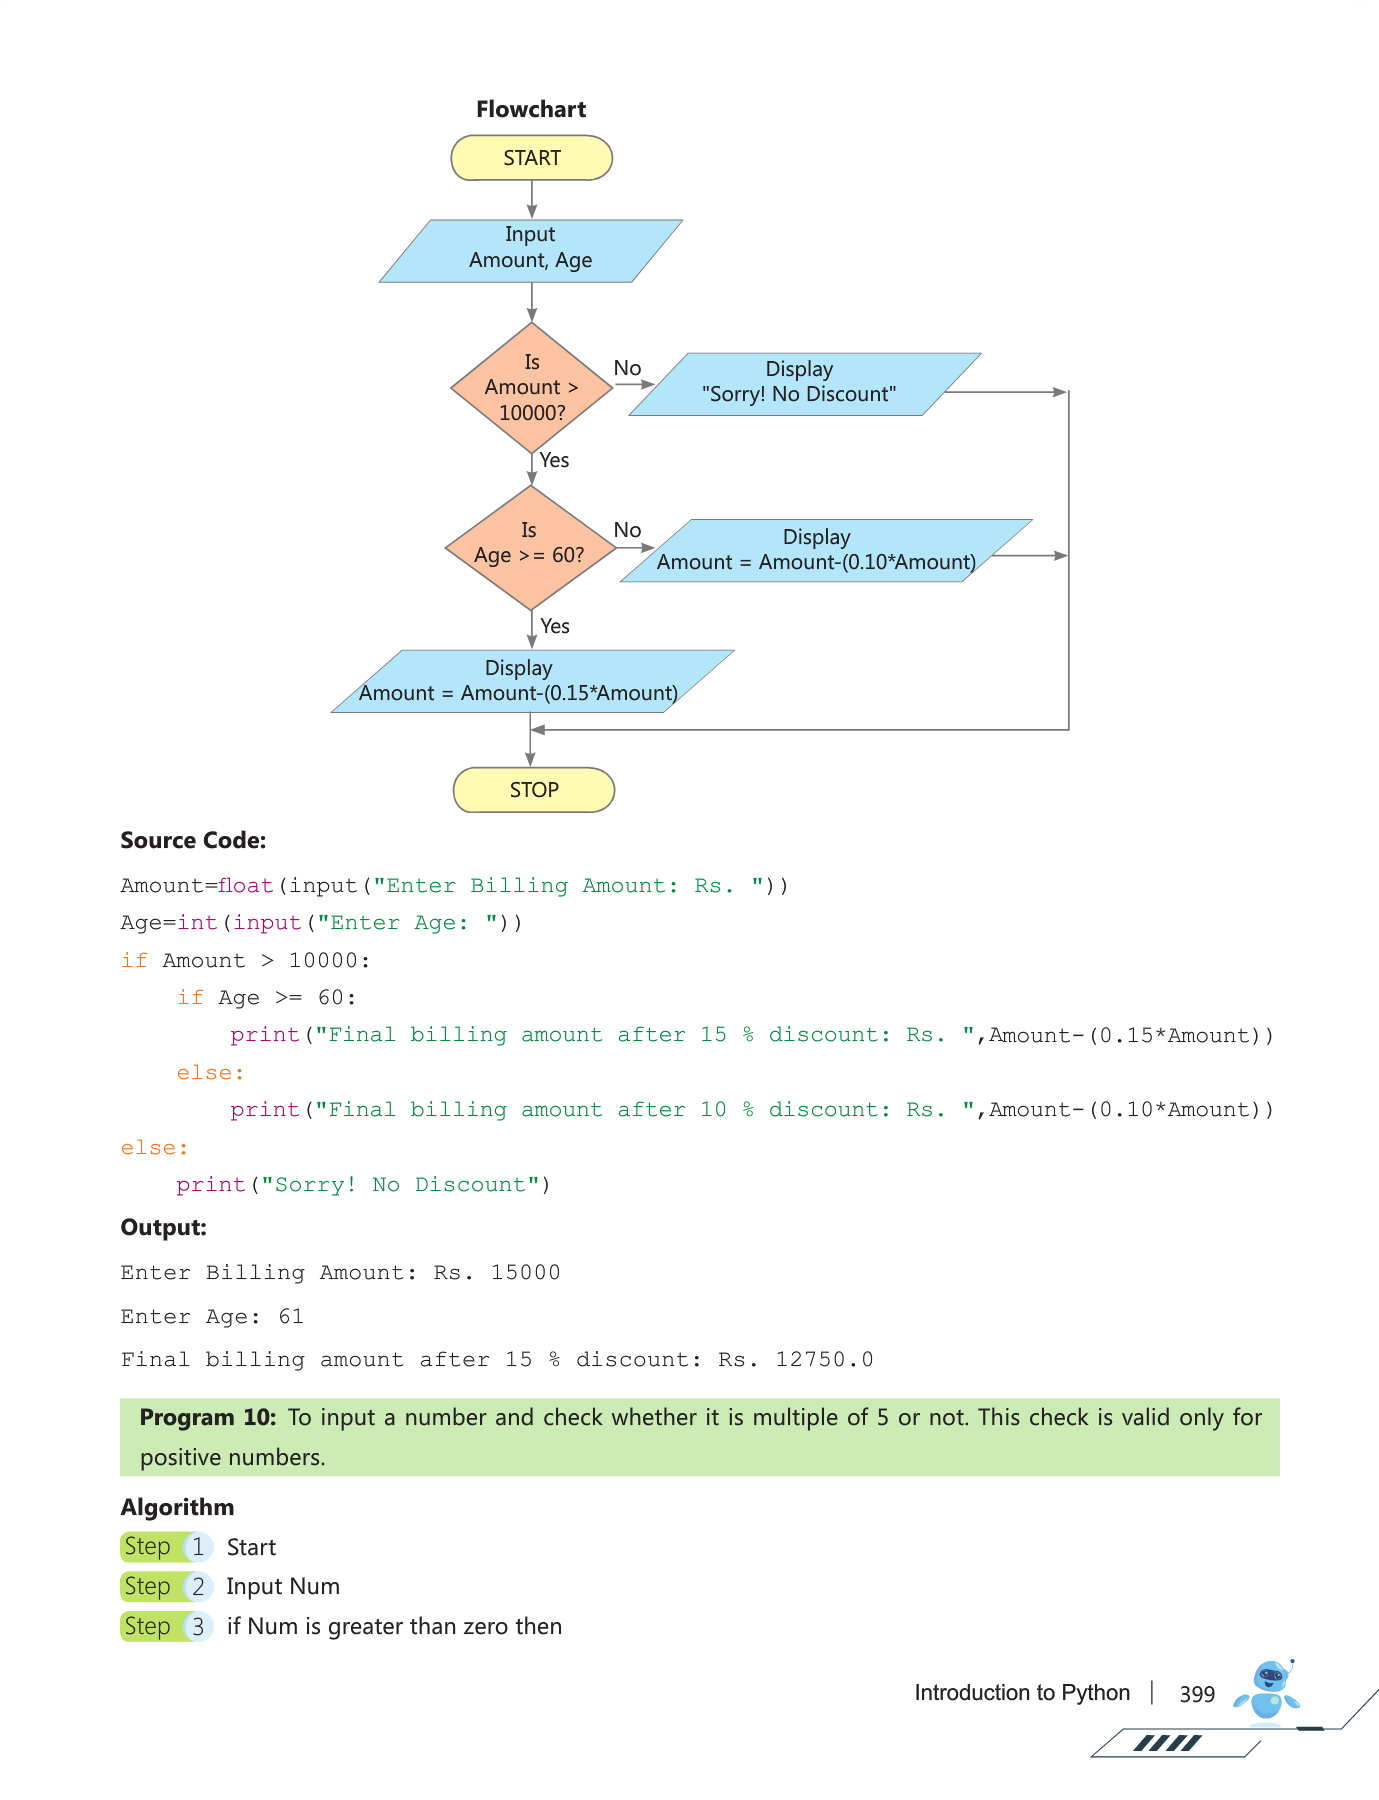 Flowchart
START
Input
Amount, Age
Is
Amount >
10000?
No
Display
"Sorry! No Discount"
Yes
Is
Age >= 60?
No
Display
Amount = Amount-(0.10*Amount)
Yes
Display
Amount = Amount-(0.15*Amount)
STOP
Source Code:
Amount=float(input("Enter Billing Amount: Rs. "))
Age=int(input("Enter Age: "))
if Amount > 10000:
    if Age >= 60:
        print("Final billing amount after 15 % discount: Rs. ",Amount-(0.15*Amount))
    else:
        print("Final billing amount after 10 % discount: Rs. ",Amount-(0.10*Amount))
else:
    print("Sorry! No Discount")
Output:
Enter Billing Amount: Rs. 15000
Enter Age: 61
Final billing amount after 15 % discount: Rs. 12750.0
Program 10: To input a number and check whether it is multiple of 5 or not. This check is valid only for
positive numbers.
Algorithm
Step 1 Start
Step 2 Input Num
Step 3 if Num is greater than zero then
Introduction to Python | 399